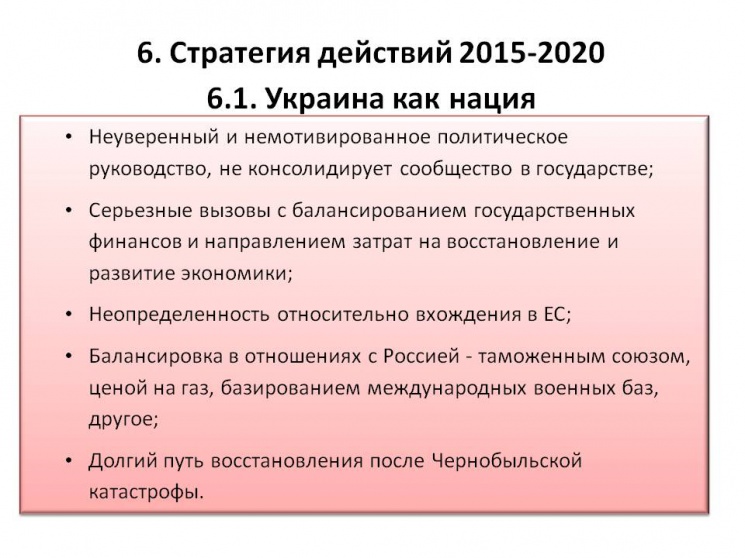 6. Стратегия действий 2015-2020
6.1. Украина как нация
• Неуверенный и немотивированное политическое
руководство, не консолидирует сообщество в государстве;
• Серьезные вызовы с балансированием государственных
финансов и направлением затрат на восстановление и
развитие экономики;
• Неопределенность относительно вхождения в ЕС;
• Балансировка в отношениях с Россией - таможенным союзом,
ценой на газ, базированием международных военных баз,
другое;
• Долгий путь восстановления после Чернобыльской
катастрофы.